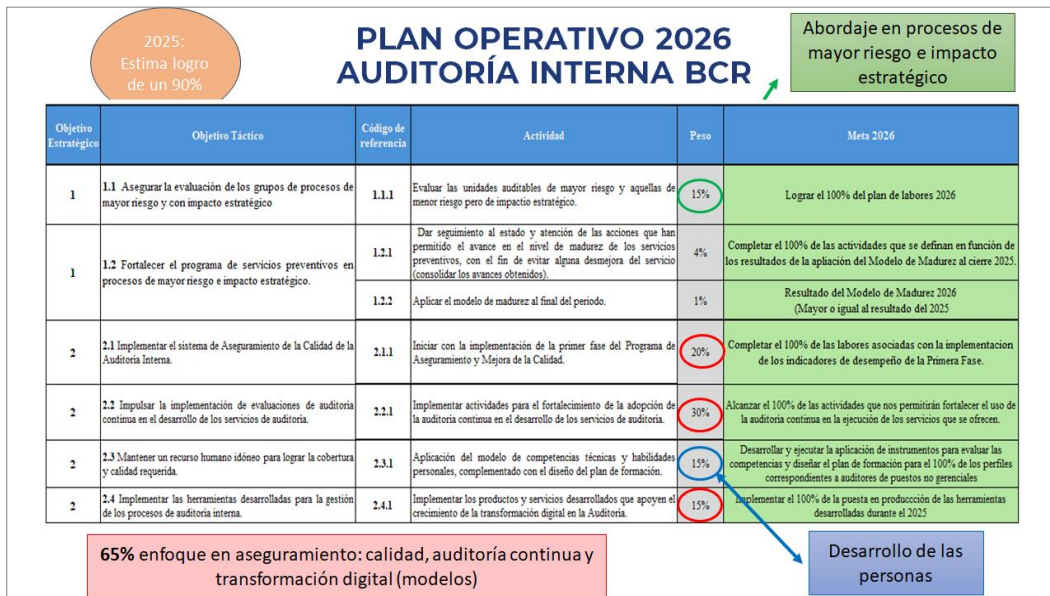 2025:
Estima logro
de un 90%
PLAN OPERATIVO 2026
AUDITORÍA INTERNA BCR
Abordaje en procesos de
mayor riesgo e impacto
estratégico
Objetivo
Estratégico
Objetivo Táctico
Código de
referencia
Actividad
Peso
Meta 2026
1
1.1 Asegurar la evaluación de los grupos de procesos de
mayor riesgo y con impacto estratégico
1.1.1
Evaluar las unidades auditables de mayor riesgo y aquellas de
menor riesgo pero de impactio estratégico.
15%
Lograr el 100% del plan de labores 2026
1
1.2 Fortalecer el programa de servicios preventivos en
procesos de mayor riesgo e impacto estratégico.
1.2.1
Dar seguimiento al estado y atención de las acciones que han
permitido el avance en el nivel de madurez de los servicios
preventivos, con el fin de evitar alguna desmejora del servicio
(consolidar los avances obtenidos).
4%
Completar el 100% de las actividades que se definan en función de
los resultados de la apliación del Modelo de Madurez al cierre 2025.
1.2.2
Aplicar el modelo de madurez al final del periodo.
1%
Resultado del Modelo de Madurez 2026
(Mayor o igual al resultado del 2025
2
2.1 Implementar el sistema de Aseguramiento de la Calidad de la
Auditoria Interna.
2.1.1
Iniciar con la implementación de la primer fase del Programa de
Aseguramiento y Mejora de la Calidad.
20%
Completar el 100% de las labores asociadas con la implementacion
de los indicadores de desempeño de la Primera Fase.
2
2.2 Impulsar la implementación de evaluaciones de auditoria
continua en el desarrollo de los servicios de auditoria.
2.2.1
Implementar actividades para el fortalecimiento de la adopción de
la auditoria continua en el desarrollo de los servicios de auditoria.
30%
Alcanzar el 100% de las actividades que nos permitirán fortalecer el uso de
la auditoria continua en la ejecución de los servicios que se ofrecen.
2
2.3 Mantener un recurso humano idóneo para lograr la cobertura
y calidad requerida.
2.3.1
Aplicación del modelo de competencias técnicas y habilidades
personales, complementado con el diseño del plan de formación.
15%
Desarrollar y ejecutar la aplicación de instrumentos para evaluar las
competencias y diseñar el plan de formación para el 100% de los perfiles
correspondientes a auditores de puestos no gerenciales
2
2.4 Implementar las herramientas desarrolladas para la gestión
de los procesos de auditoria interna.
2.4.1
Implementar los productos y servicios desarrollados que apoyen el
crecimiento de la transformación digital en la Auditoria.
15%
Implementar el 100% de la puesta en produccción de las herramientas
desarrolladas durante el 2025
65% enfoque en aseguramiento: calidad, auditoría continua y
transformación digital (modelos)
Desarrollo de las
personas